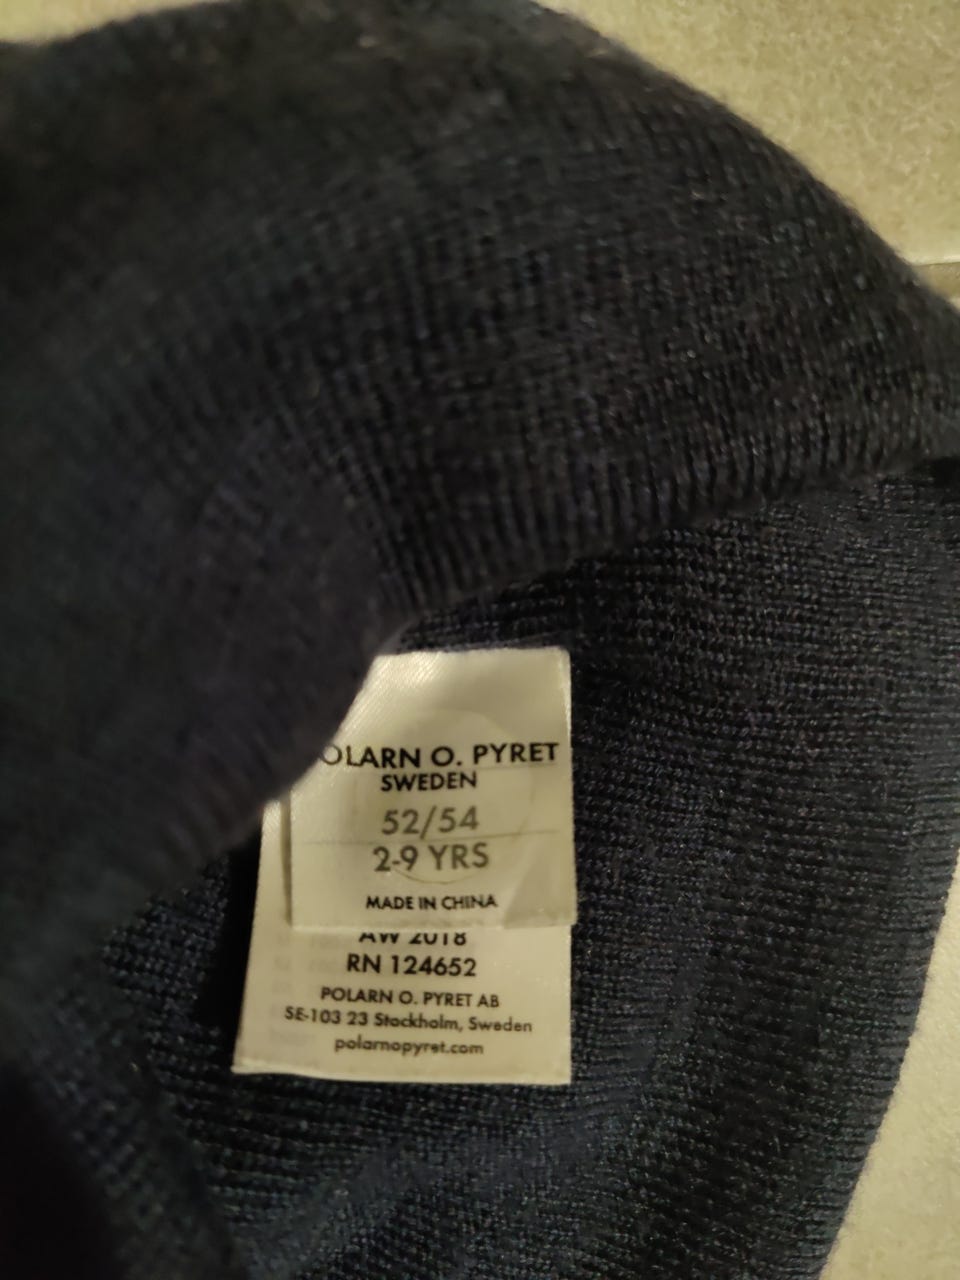 OLARN O. PYRET
SWEDEN
52/54
2-9 YRS
MADE IN CHINA
AW 2018
RN 124652
POLARN O. PYRET AB
SE-103 23 Stockholm, Sweden
polarnopyret.com